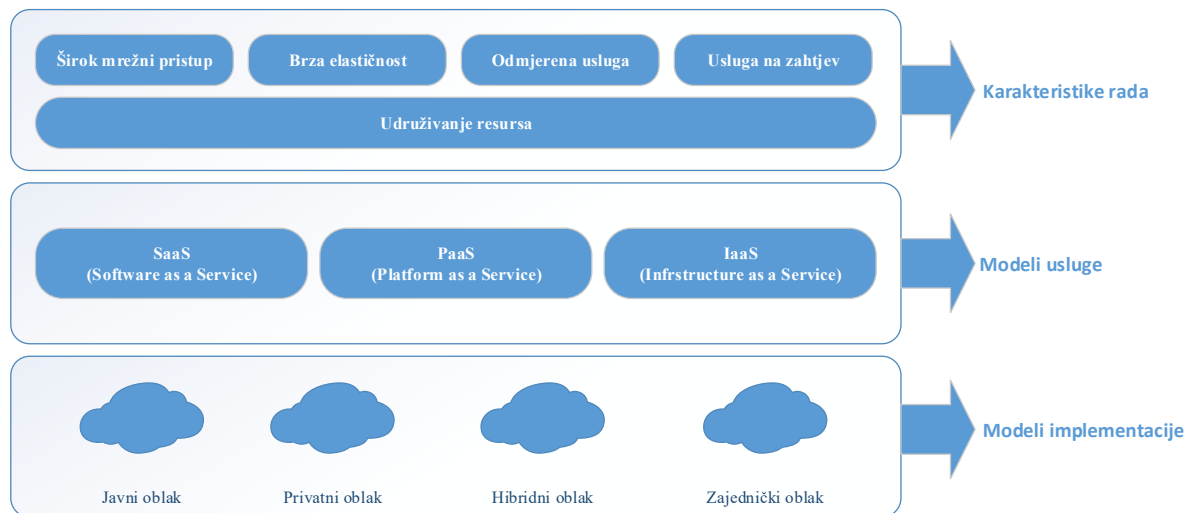 Širok mrežni pristup
Brza elastičnost
Odmjerena usluga
Usluga na zahtjev
Udruživanje resursa
Karakteristike rada
SaaS
(Software as a Service)
PaaS
(Platform as a Service)
IaaS
(Infrstructure as a Service)
Modeli usluge
Javni oblak
Privatni oblak
Hibridni oblak
Zajednički oblak
Modeli implementacije